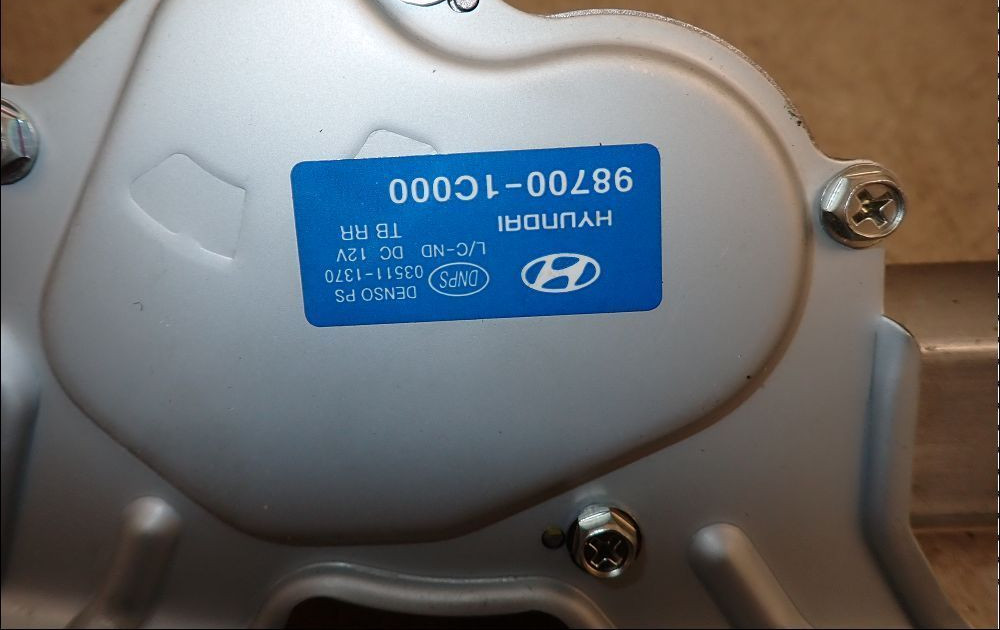 DENSO PS
DNPS 03511-1370
L/C-ND DC 12V
HYUNDAI TB RR
98700-1C000